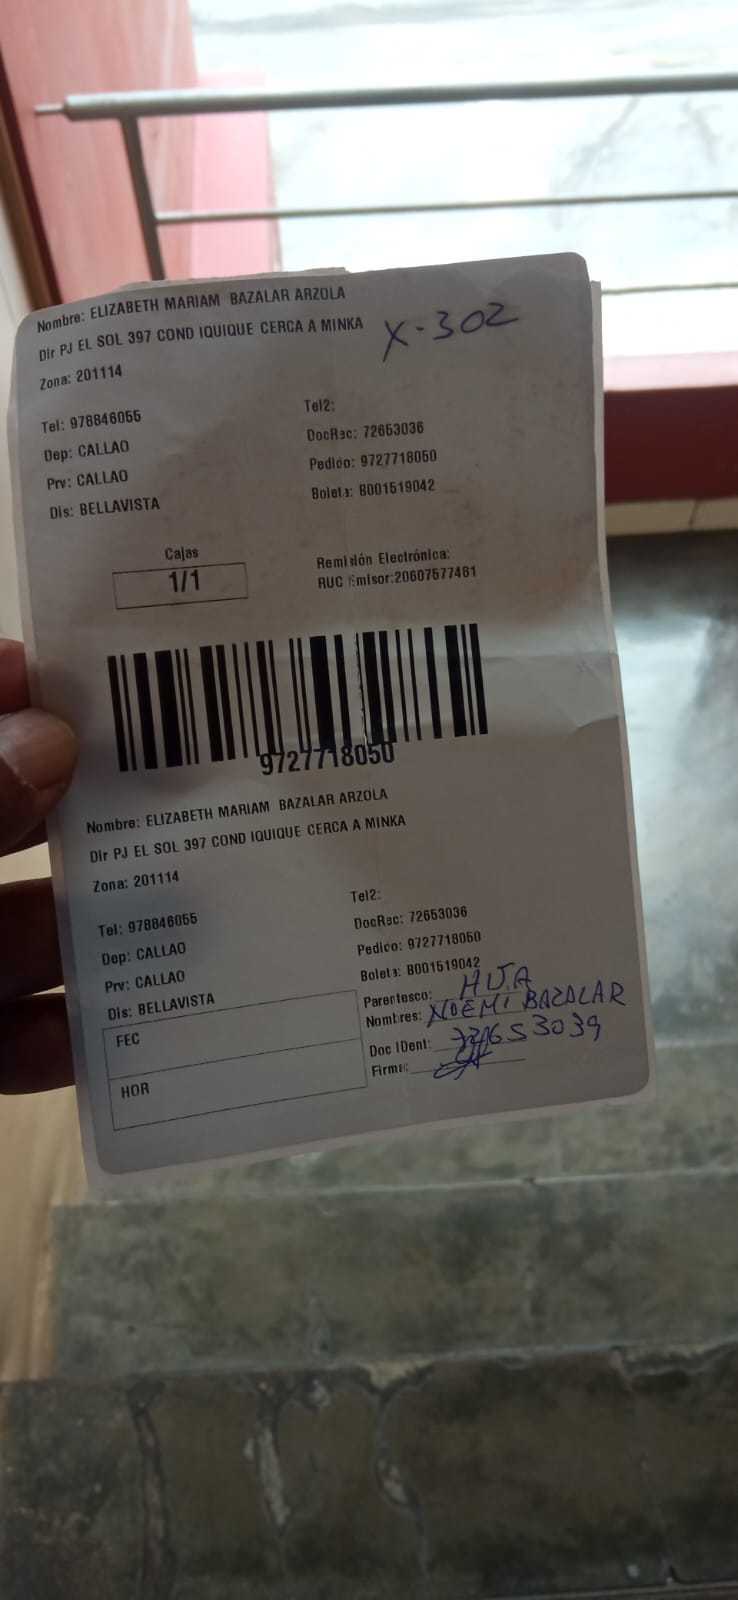 Nombre: ELIZABETH MARIAM BAZALAR ARZOLA
Dir PJ EL SOL 397 COND IQUIQUE CERCA A MINKA
X-302
Zona: 201114
Tel: 978846055
Tel2:
Dep: CALLAO
DocRec: 72653036
Prv: CALLAO
Pedido: 9727718050
Dis: BELLAVISTA
Boleta: B001519042
Cajas
1/1
Remisión Electrónica:
RUC Emisor:20607577461
9727718050
Nombre: ELIZABETH MARIAM BAZALAR ARZOLA
Dir PJ EL SOL 397 COND IQUIQUE CERCA A MINKA
Zona: 201114
Tel: 978846055
Tel2:
Dep: CALLAO
DocRec: 72653036
Prv: CALLAO
Pedido: 9727718050
Dis: BELLAVISTA
Boleta: B001519042
FEC
HOR
Parentesco: HIJA
Nombres: NOEMI BAZALAR
Doc IDent:
Firma: